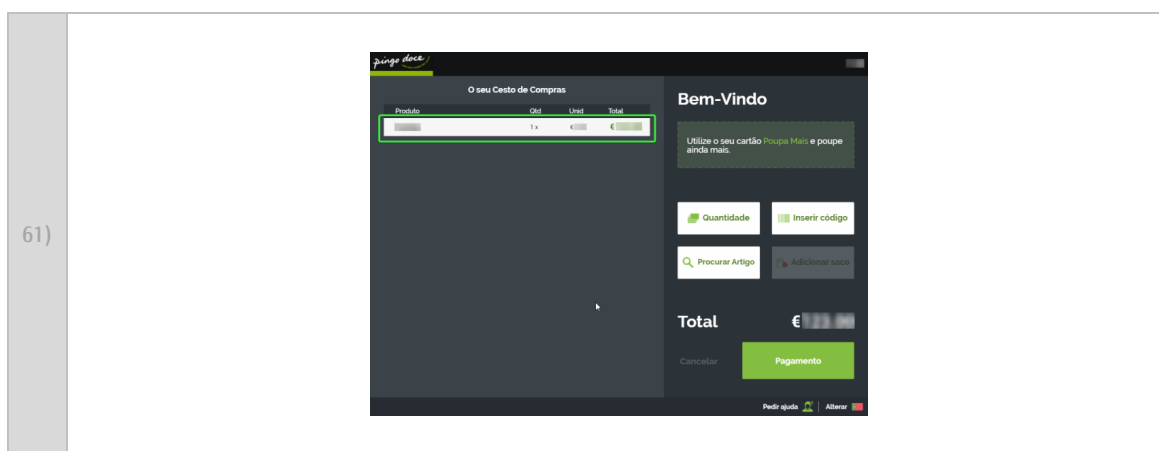 61)
pingo doce
O seu Cesto de Compras
Produto Qtd Unid Total
1 x € €
Bem-Vindo
Utilize o seu cartão Poupa Mais e poupe
ainda mais.
Quantidade
Inserir código
Procurar Artigo
Adicionar saco
Total €
Cancelar
Pagamento
Pedir ajuda | Alterar